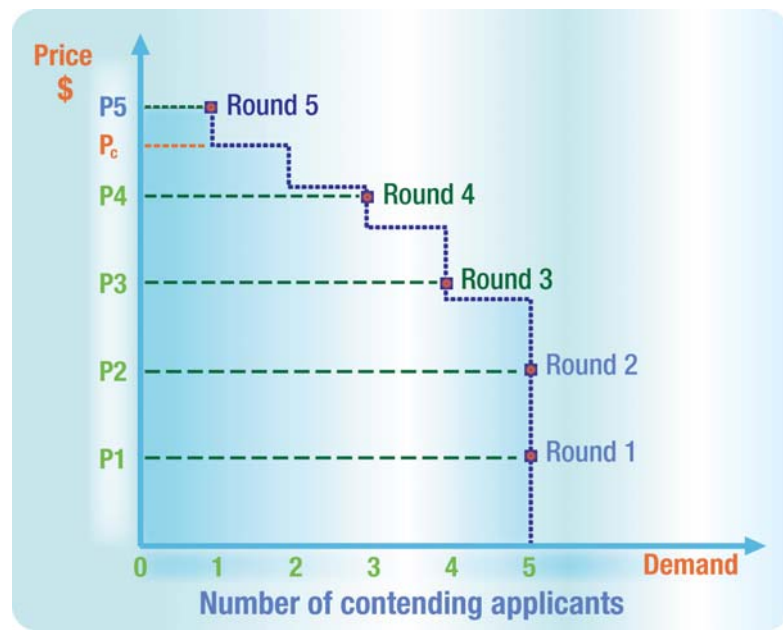 Price
$
P5
Round 5
Pc
P4
Round 4
P3
Round 3
P2
Round 2
P1
Round 1
0 1 2 3 4 5 Demand
Number of contending applicants